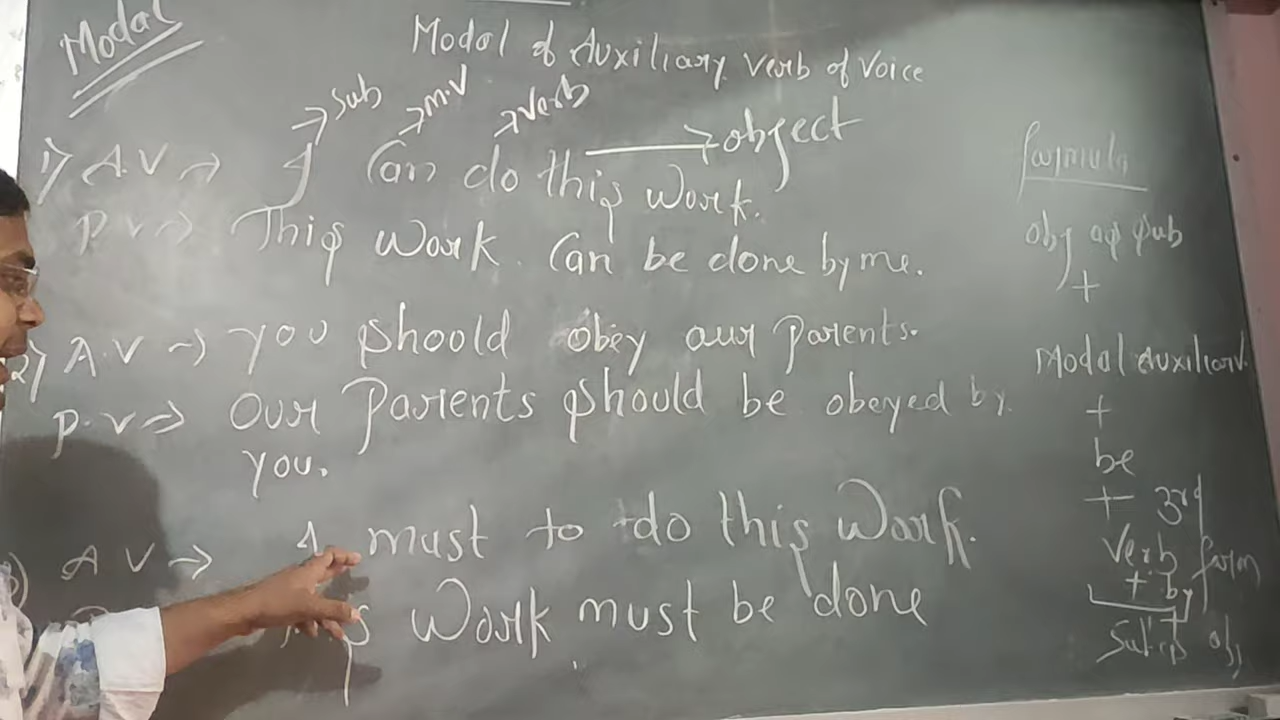 Modal
Modal of Auxiliary Verb of Voice
Sub
M.V
Verb
object
1) A.V → I Can do this Work.
P.V → This Work Can be done by me.
2) A.V → you should obey our parents.
P.V → Our Parents should be obeyed by
you.
A V → I must to do this Work.
Work must be done
formula
obj as sub
+
Modal Auxiliary.
+
be
+ 3rd
Verb form
+ by
Sub as obj